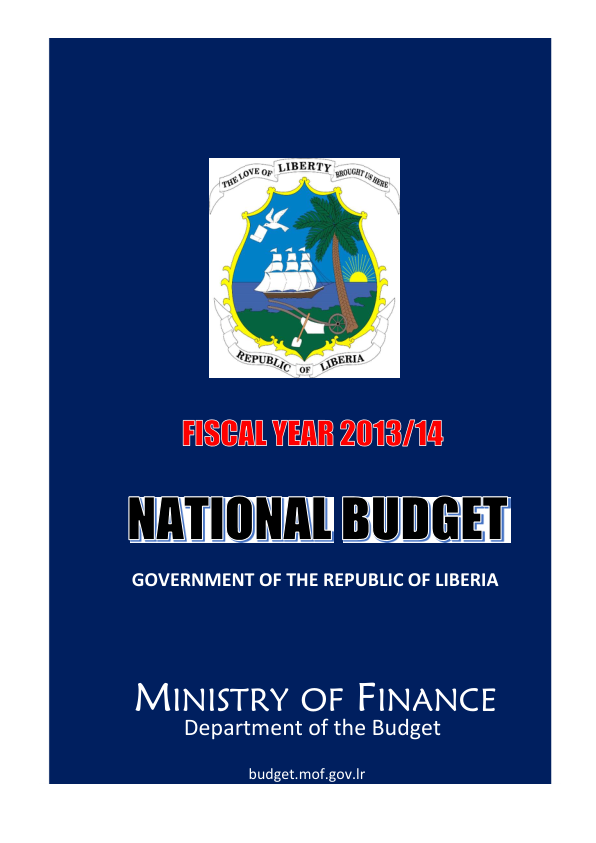 THE LOVE OF LIBERTY BROUGHT US HERE
REPUBLIC OF LIBERIA
FISCAL YEAR 2013/14
NATIONAL BUDGET
GOVERNMENT OF THE REPUBLIC OF LIBERIA
MINISTRY OF FINANCE
Department of the Budget
budget.mof.gov.lr